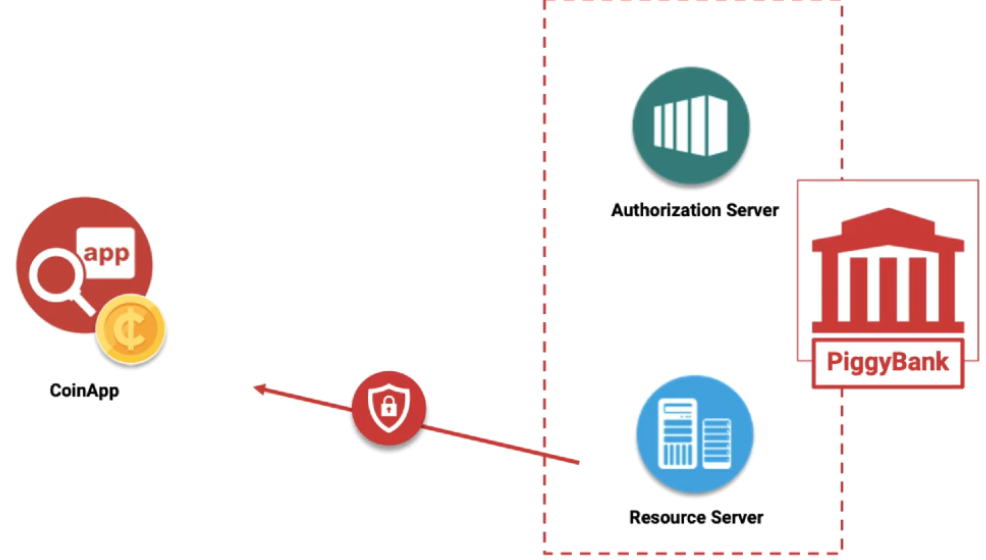 Authorization Server
app
¢
CoinApp
PiggyBank
Resource Server